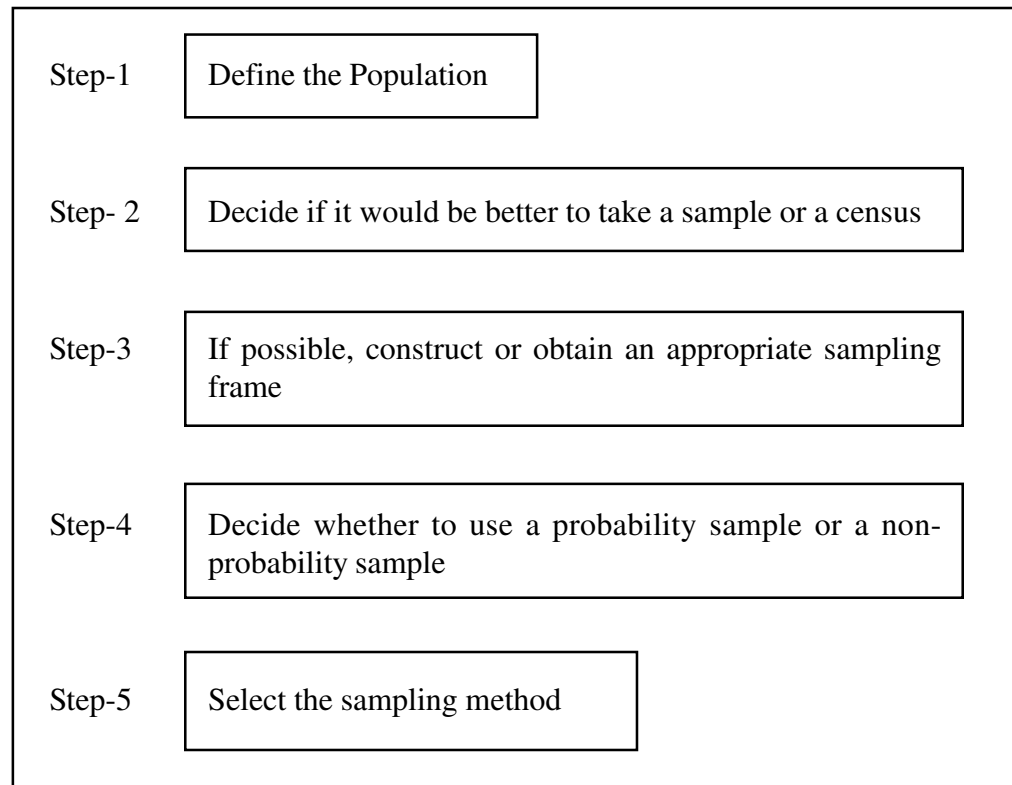 Step-1 Define the Population
Step- 2 Decide if it would be better to take a sample or a census
Step-3 If possible, construct or obtain an appropriate sampling
frame
Step-4 Decide whether to use a probability sample or a non-
probability sample
Step-5 Select the sampling method